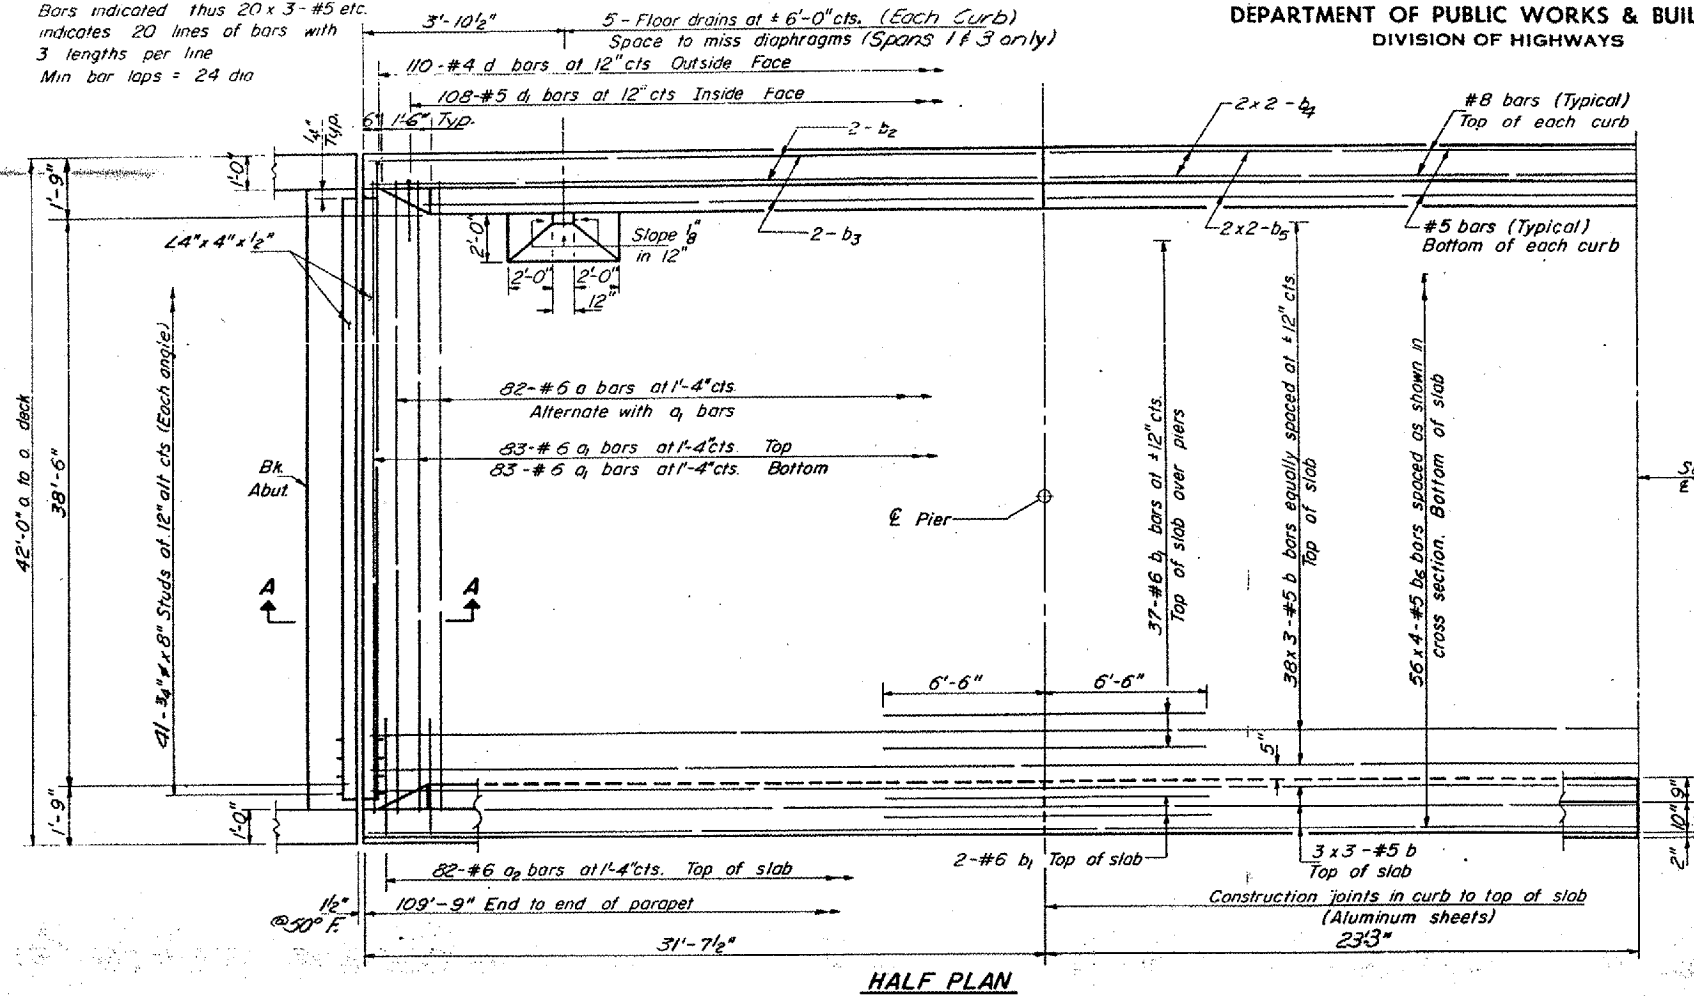 Bars indicated thus 20 x 3 - #5 etc.
indicates 20 lines of bars with
3 lengths per line
Min bar laps = 24 dia
3'-10½"
5 - Floor drains at ± 6'-0" cts. (Each Curb)
Space to miss diaphragms (Spans 1 & 3 only)
DEPARTMENT OF PUBLIC WORKS & BUIL
DIVISION OF HIGHWAYS
110-#4 d bars at 12" cts Outside Face
108-#5 d₁ bars at 12" cts Inside Face
6" 1'-6" Typ.
¼"
Typ.
2 - b₂
2 x 2 - b₄
#8 bars (Typical)
Top of each curb
1'-0"
1'-9"
2 - b₃
2 x 2 - b₅
#5 bars (Typical)
Bottom of each curb
∠4" x 4" x ½"
2'-0"
Slope ⅛"
in 12"
2'-0" 2'-0"
12"
41 - ¾" ø x 8" Studs at 12" alt cts (Each angle)
42'-0" o. to o. deck
38'-6"
82-#6 a bars at 1'-4" cts.
Alternate with a₁ bars
83-#6 a₁ bars at 1'-4" cts. Top
83-#6 a₁ bars at 1'-4" cts. Bottom
Bk.
Abut.
℄ Pier
37-#6 b₁ bars at ±12" cts.
Top of slab over piers
38 x 3 - #5 b bars equally spaced at ±12" cts.
Top of slab
56 x 4 - #5 b₆ bars spaced as shown in
cross section. Bottom of slab
A A
6'-6" 6'-6"
5"
1'-9"
1'-0"
9"
10"
2"
82-#6 a₂ bars at 1'-4" cts. Top of slab
2-#6 b₁ Top of slab
3 x 3 - #5 b
Top of slab
1½"
@50° F.
109'-9" End to end of parapet
Construction joints in curb to top of slab
(Aluminum sheets)
31'-7½"
23'3"
HALF PLAN